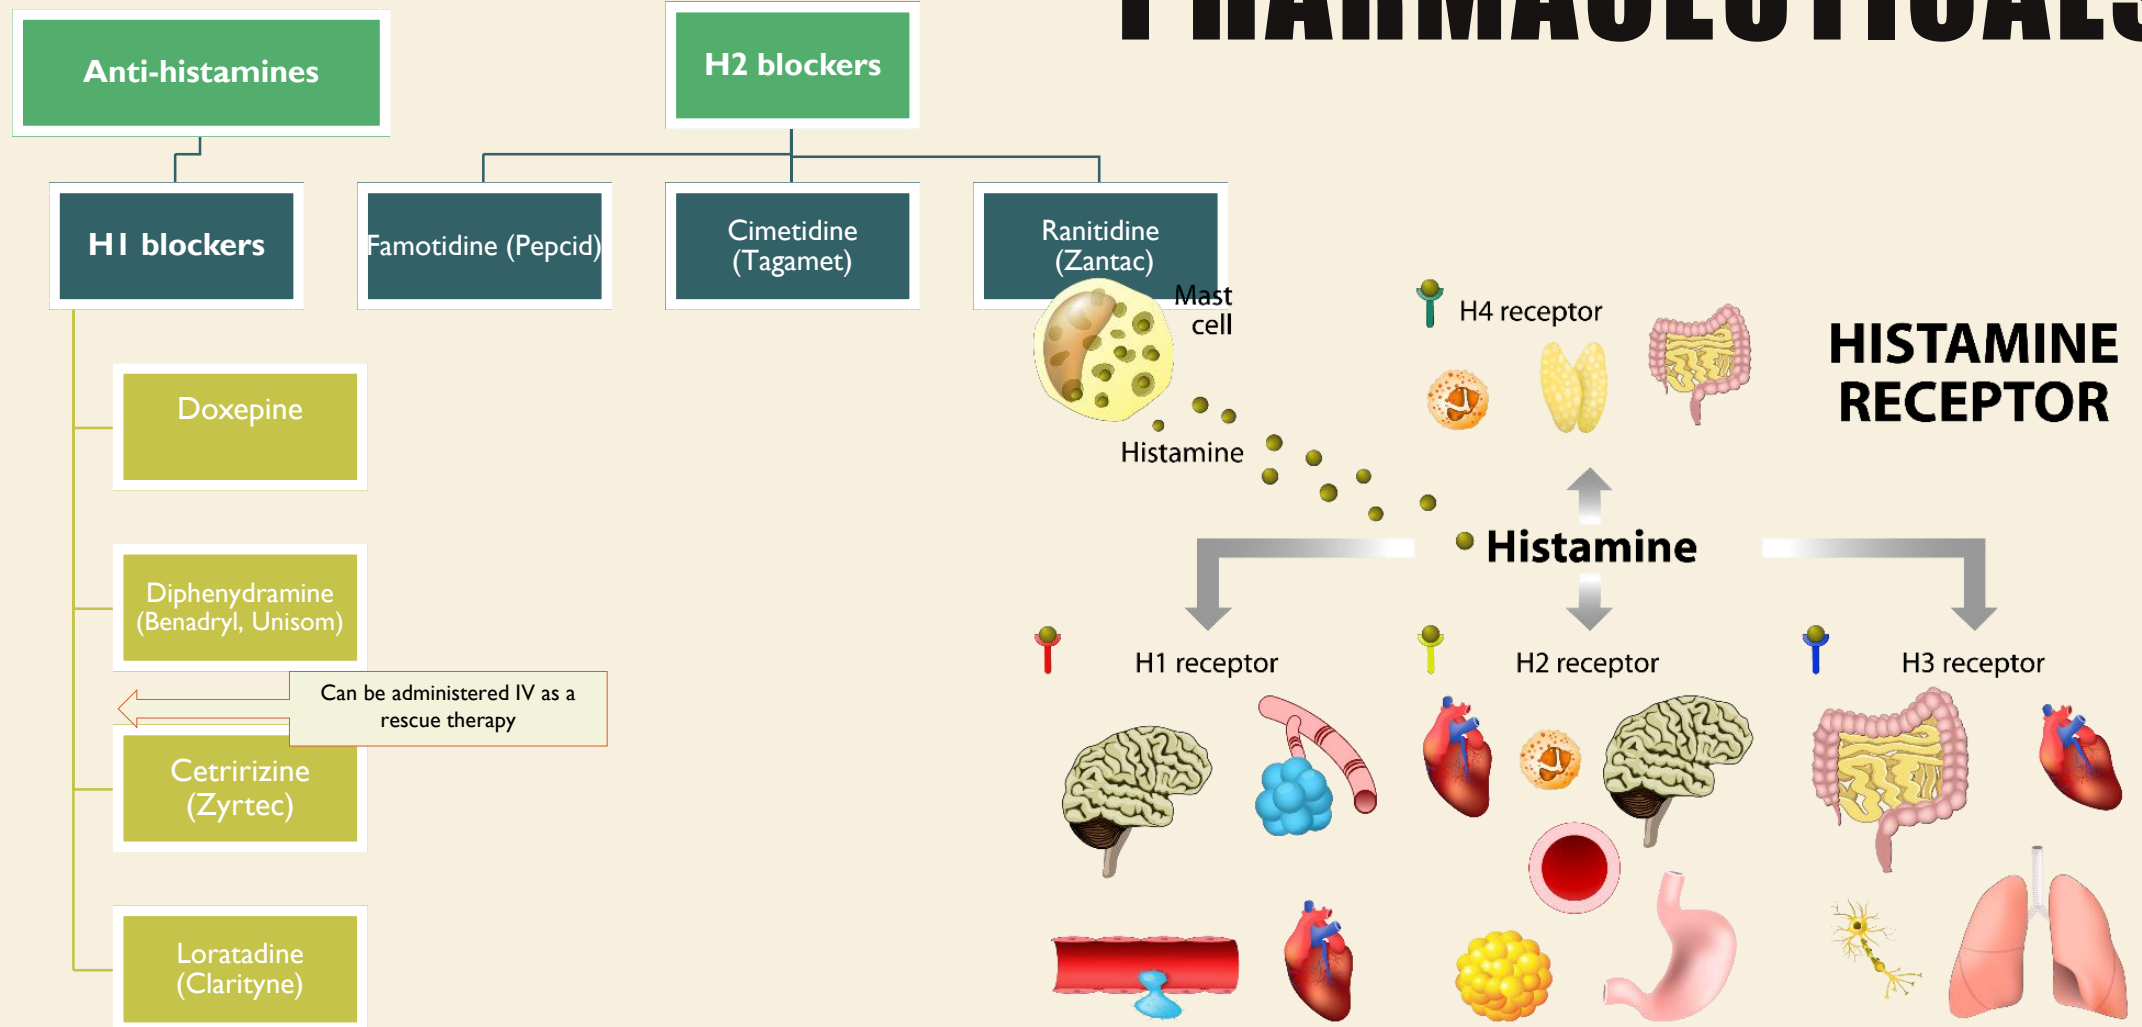 PHARMACEUTICALS
Anti-histamines
H2 blockers
H1 blockers
Famotidine (Pepcid)
Cimetidine
(Tagamet)
Ranitidine
(Zantac)
Doxepine
Diphenydramine
(Benadryl, Unisom)
Can be administered IV as a
rescue therapy
Cetririzine
(Zyrtec)
Loratadine
(Clarityne)
Mast
cell
Histamine
H4 receptor
HISTAMINE
RECEPTOR
Histamine
H1 receptor
H2 receptor
H3 receptor